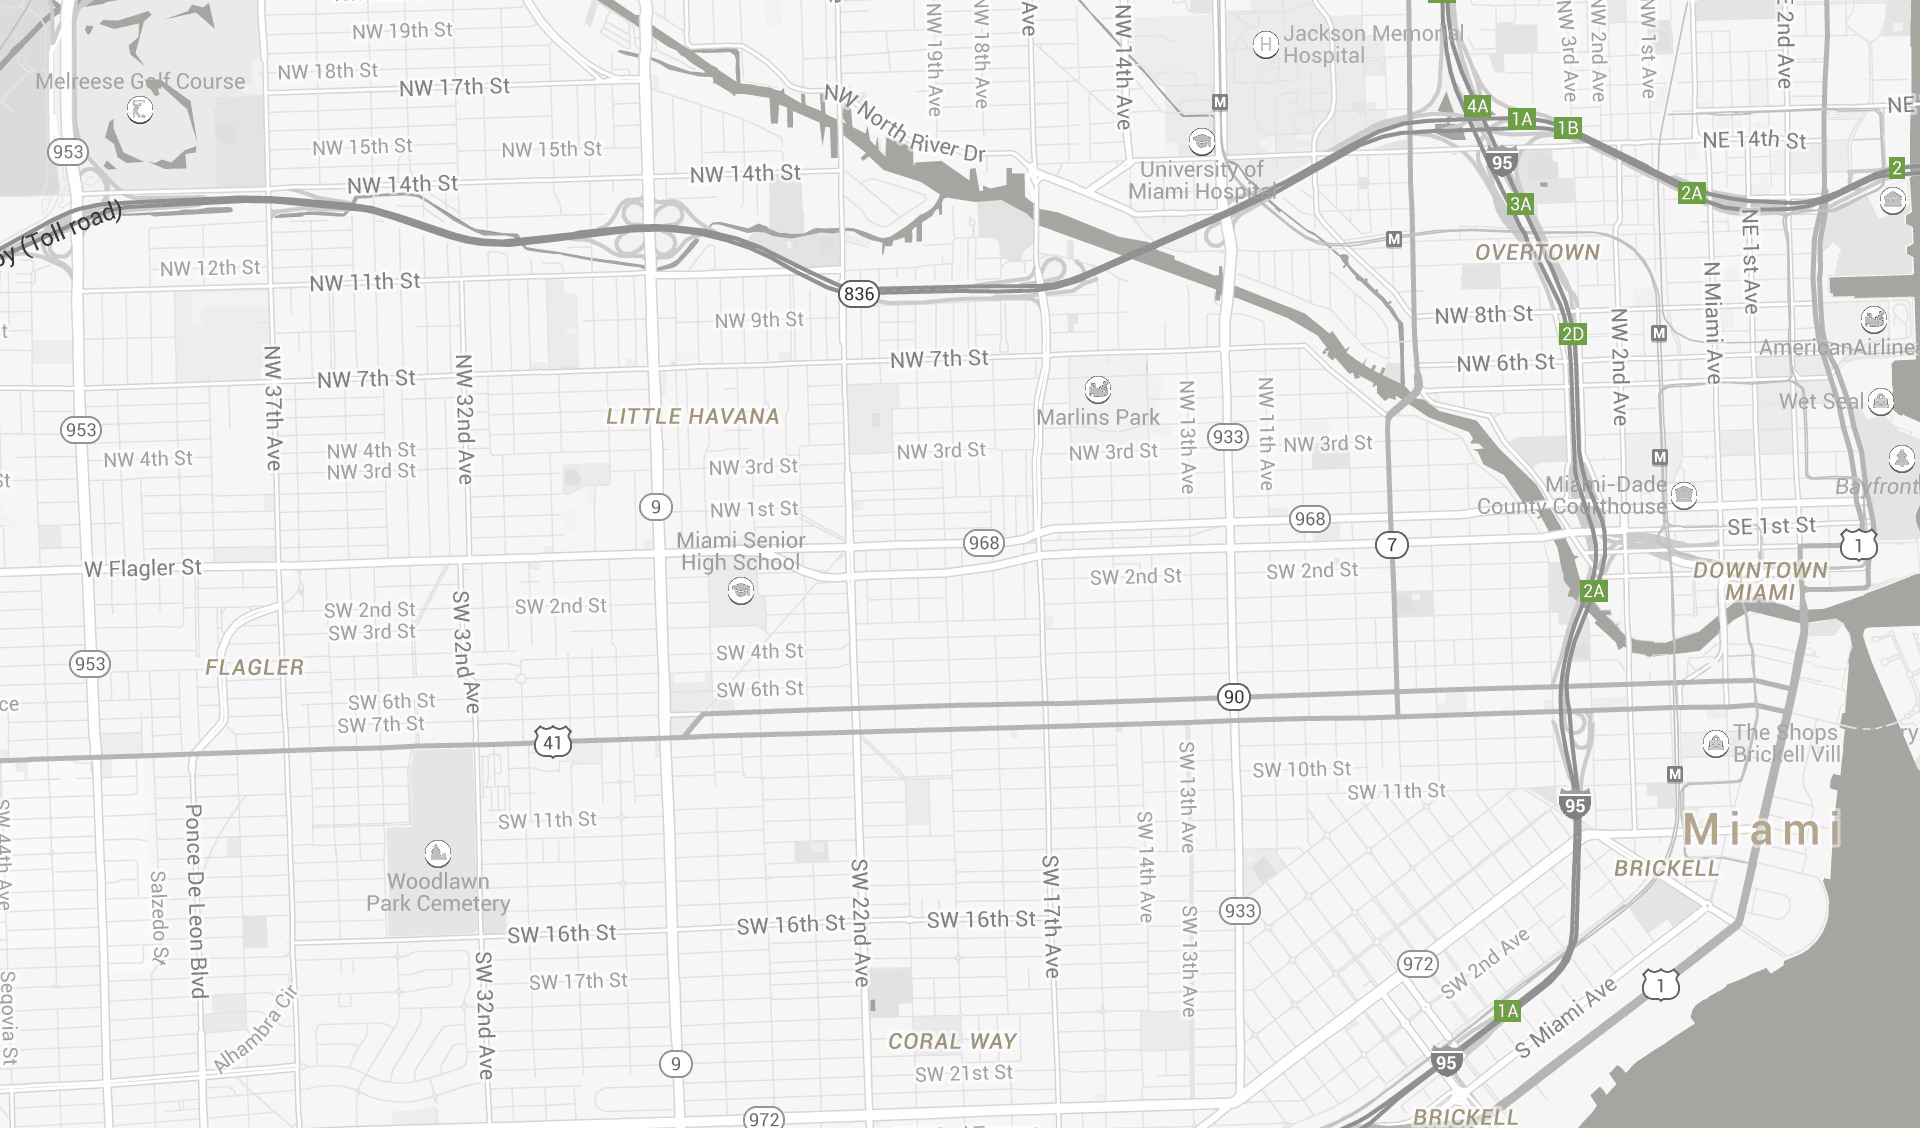 NW 19th St
NW 18th St
NW 17th St
Melreese Golf Course
953
NW 15th St
NW 15th St
NW 14th St
NW 14th St
NW North River Dr
NW 19th Ave
NW 18th Ave
Ave
NW 14th Ave
H
Jackson Memorial
Hospital
M
University of
Miami Hospital
NW 3rd Ave
NW 2nd Ave
NW 1st Ave
NE 2nd Ave
4A
1A
1B
95
NE 14th St
NE
2
2A
3A
M
OVERTOWN
(Toll road)
NW 12th St
NW 11th St
836
NW 9th St
NW 7th St
NW 7th St
NW 37th Ave
NW 32nd Ave
NW 8th St
2D
NW 6th St
NW 2nd Ave
M
N Miami Ave
NE 1st Ave
AmericanAirline
Wet Seal
LITTLE HAVANA
Marlins Park
NW 13th Ave
933
NW 11th Ave
953
NW 4th St
NW 4th St
NW 3rd St
NW 3rd St
NW 3rd St
NW 3rd St
NW 3rd St
M
Miami-Dade
County Courthouse
Bayfront
9
NW 1st St
968
968
7
SE 1st St
1
Miami Senior
High School
W Flagler St
SW 2nd St
SW 2nd St
DOWNTOWN
MIAMI
2A
SW 2nd St
SW 3rd St
SW 2nd St
SW 32nd Ave
953
FLAGLER
SW 4th St
SW 6th St
SW 6th St
SW 7th St
90
41
The Shops
Brickell Vill
M
SW 10th St
SW 11th St
SW 13th Ave
SW 14th Ave
95
Miami
BRICKELL
SW 44th Ave
Ponce De Leon Blvd
Salzedo St
SW 11th St
Woodlawn
Park Cemetery
SW 16th St
SW 16th St
SW 16th St
SW 22nd Ave
SW 17th Ave
933
SW 13th Ave
972
SW 2nd Ave
1
S Miami Ave
1A
95
Segovia St
Alhambra Cir
SW 17th St
SW 32nd Ave
9
CORAL WAY
SW 21st St
972
BRICKELL